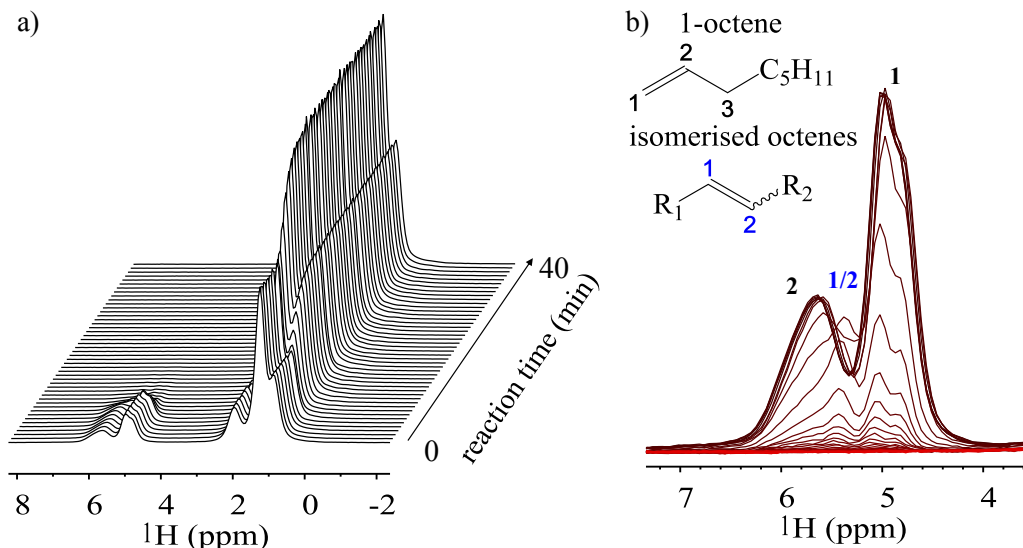 a)
40
reaction time (min)
0
8 6 4 2 0 -2
¹H (ppm)
b) 1-octene
2
C₅H₁₁
1
3
isomerised octenes
1
R₂
R₁
2
1
2
1/2
7 6 5 4
¹H (ppm)